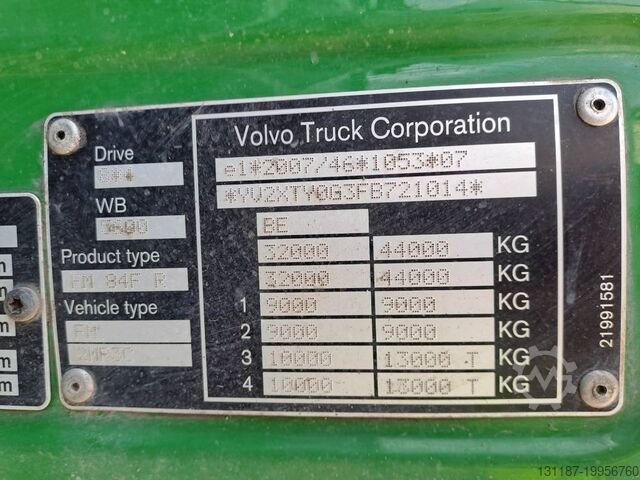 Volvo Truck Corporation
Drive
e1*2007/46*1053*07
*YV2XTY0G3FB721014*
WB
BE
32000 44000 KG
Product type
32000 44000 KG
FM 84F R
1 9000 9000 KG
Vehicle type
2 9000 9000 KG
FM
3 10000 13000 T KG
4 10000 13000 T KG
21991581
m
m
m
m
m
131187-19956760